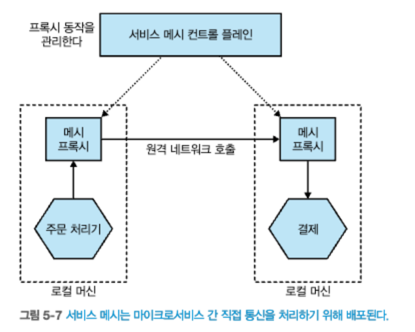 프록시 동작을
관리한다
서비스 메시 컨트롤 플레인
메시
프록시
원격 네트워크 호출
메시
프록시
주문 처리기
결제
로컬 머신
로컬 머신
그림 5-7 서비스 메시는 마이크로서비스 간 직접 통신을 처리하기 위해 배포된다.